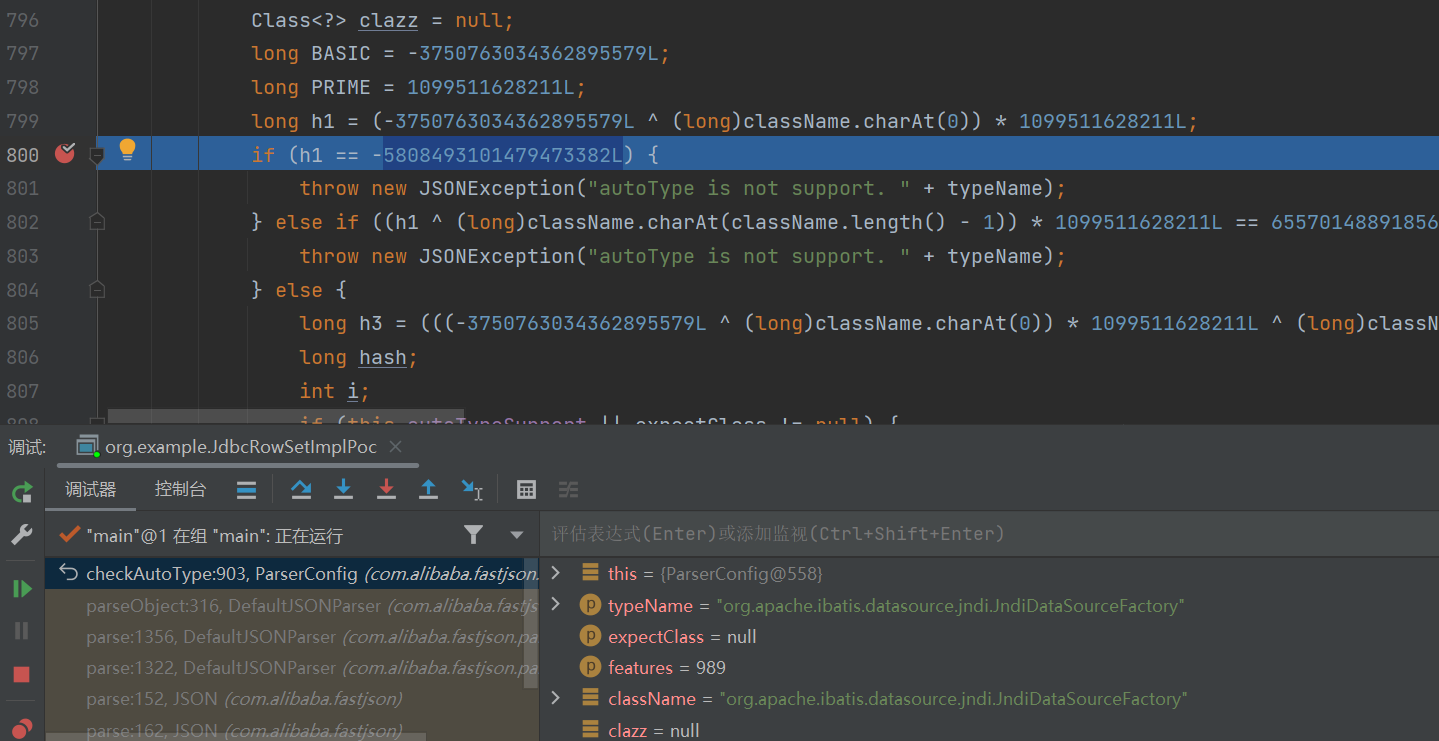 796 Class<?> clazz = null;
797 long BASIC = -3750763034362895579L;
798 long PRIME = 1099511628211L;
799 long h1 = (-3750763034362895579L ^ (long)className.charAt(0)) * 1099511628211L;
800 if (h1 == -5808493101479473382L) {
801 throw new JSONException("autoType is not support. " + typeName);
802 } else if ((h1 ^ (long)className.charAt(className.length() - 1)) * 1099511628211L == 65570148891856
803 throw new JSONException("autoType is not support. " + typeName);
804 } else {
805 long h3 = (((-3750763034362895579L ^ (long)className.charAt(0)) * 1099511628211L ^ (long)classN
806 long hash;
807 int i;
808 if (this.autoTypeSupport || expectClass != null) {
调试: org.example.JdbcRowSetImplPoc
调试器 控制台
"main"@1 在组 "main": 正在运行
评估表达式(Enter)或添加监视(Ctrl+Shift+Enter)
checkAutoType:903, ParserConfig (com.alibaba.fastjson.
parseObject:316, DefaultJSONParser (com.alibaba.fastjs
parse:1356, DefaultJSONParser (com.alibaba.fastjson.pa
parse:1322, DefaultJSONParser (com.alibaba.fastjson.pa
parse:152, JSON (com.alibaba.fastjson)
parse:162, JSON (com.alibaba.fastjson)
this = {ParserConfig@558}
p typeName = "org.apache.ibatis.datasource.jndi.JndiDataSourceFactory"
p expectClass = null
p features = 989
className = "org.apache.ibatis.datasource.jndi.JndiDataSourceFactory"
clazz = null